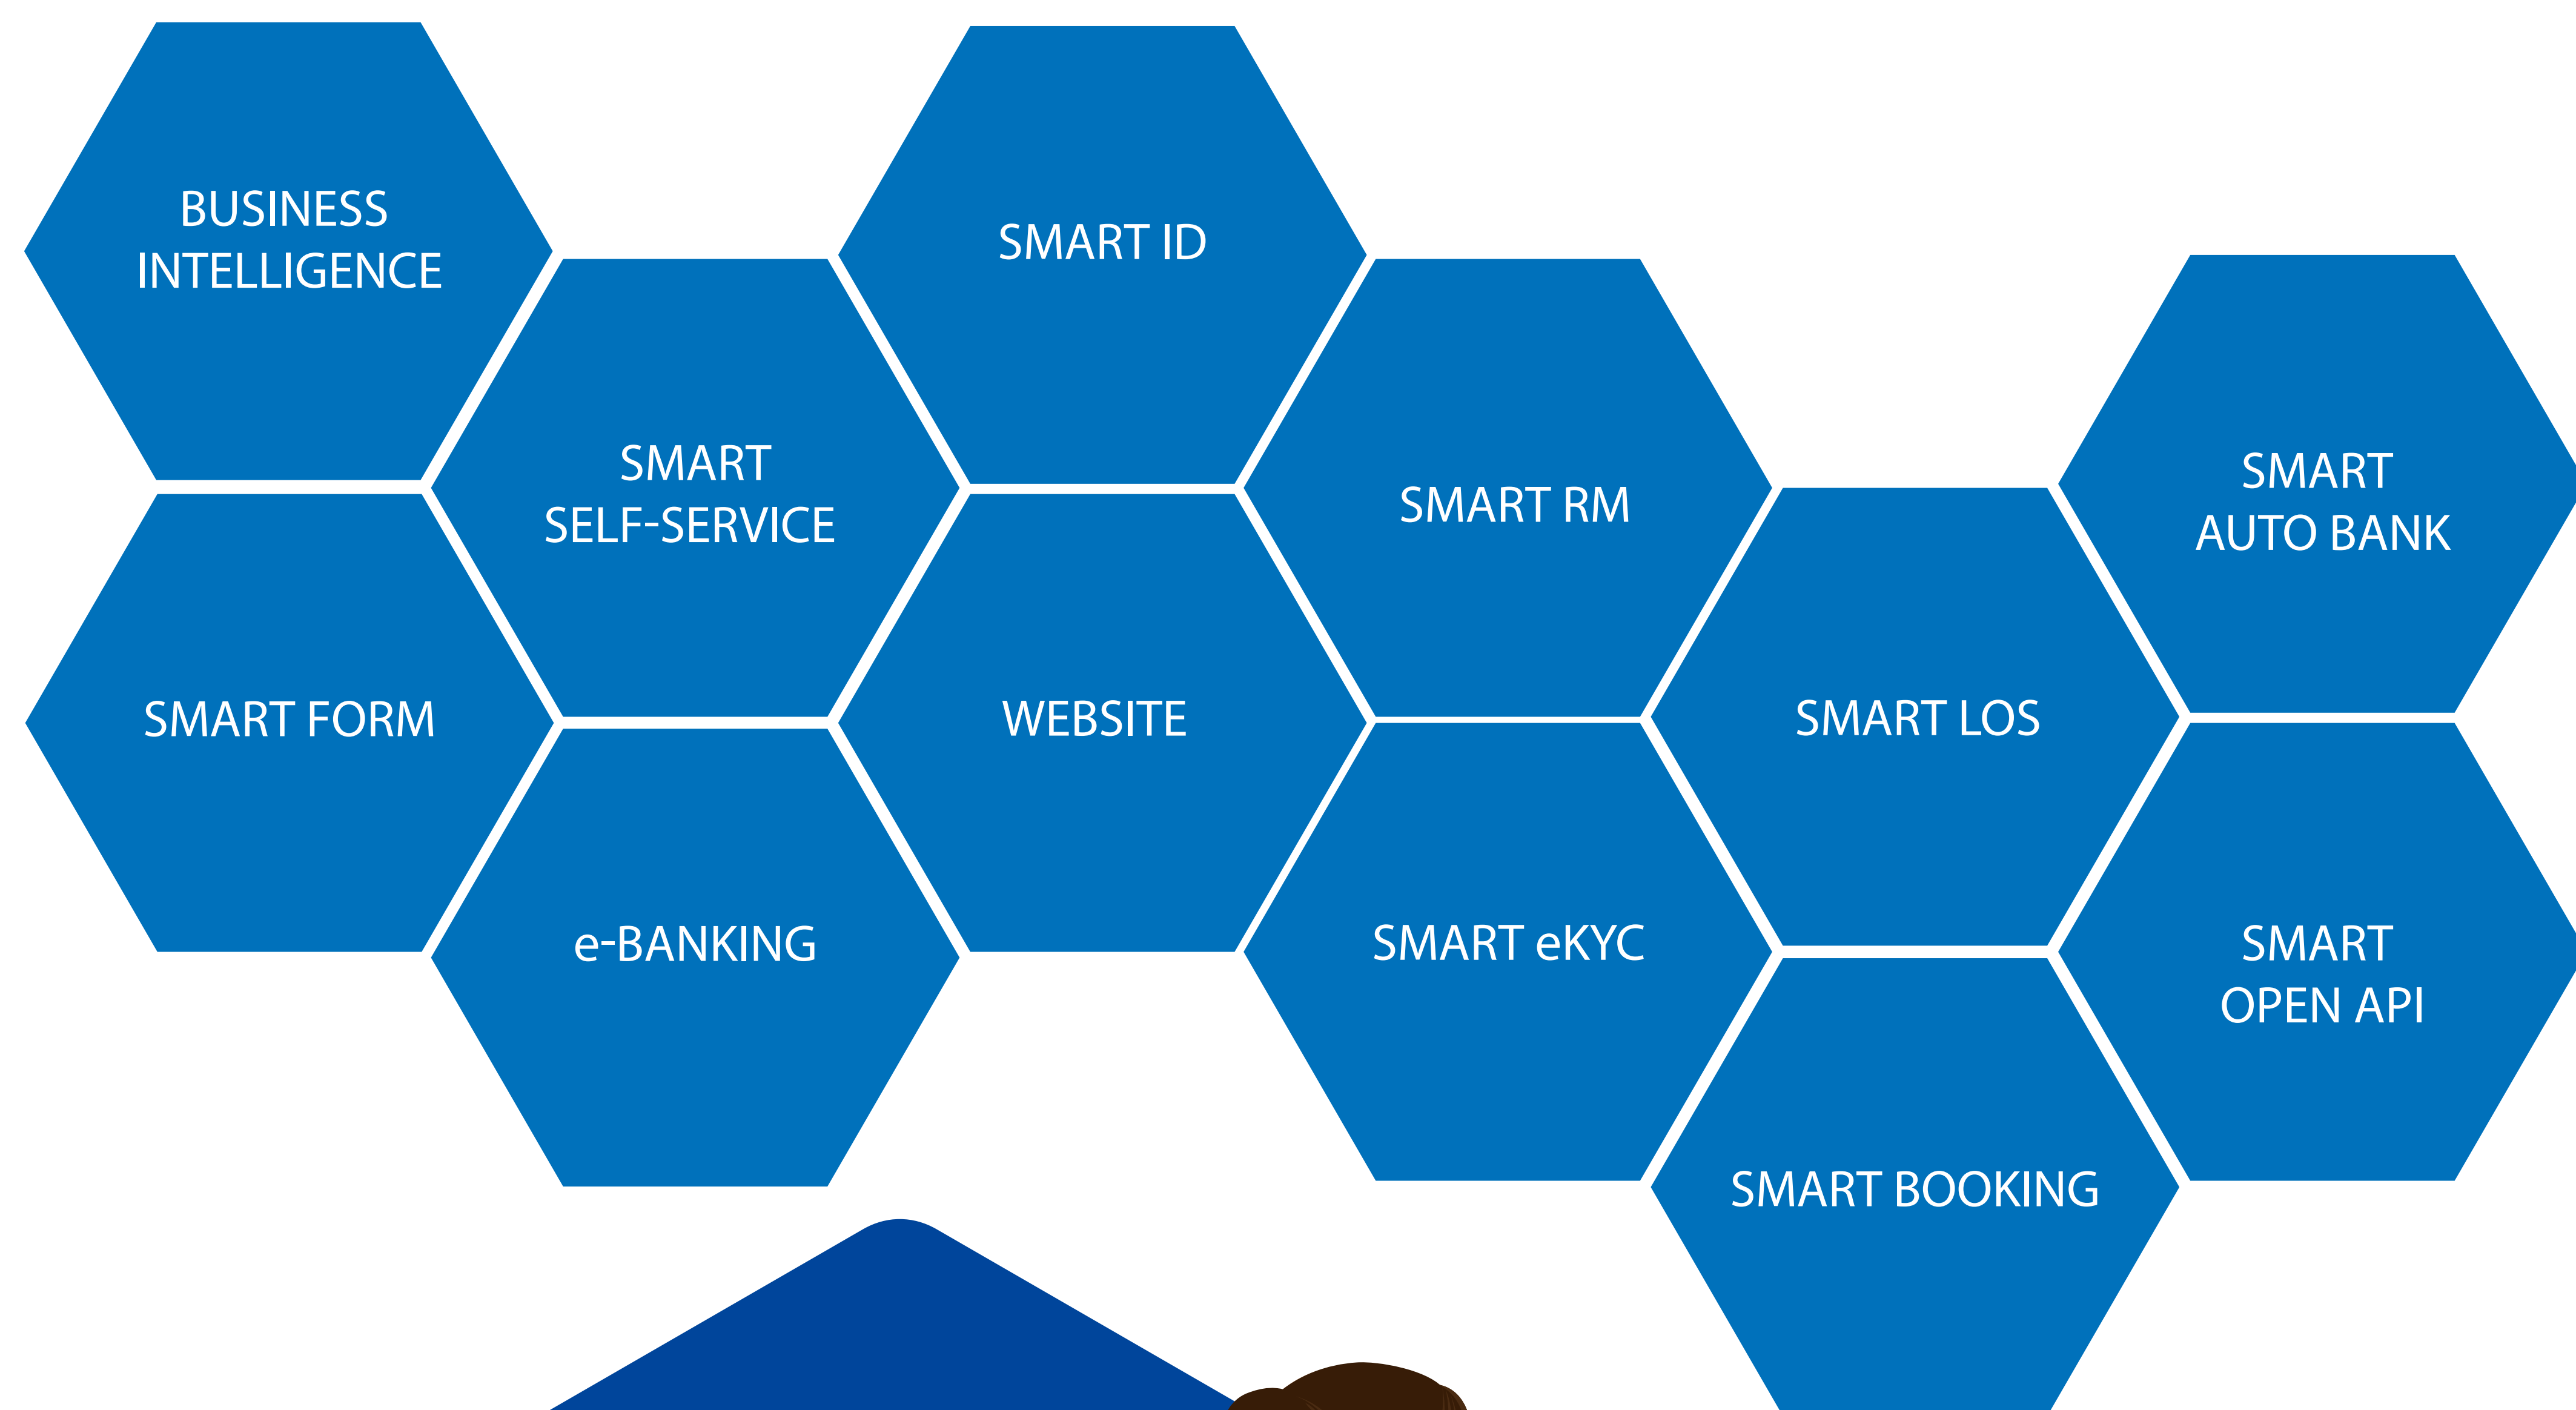 BUSINESS
INTELLIGENCE
SMART ID
SMART
SELF-SERVICE
SMART RM
SMART
AUTO BANK
SMART FORM
WEBSITE
SMART LOS
e-BANKING
SMART eKYC
SMART
OPEN API
SMART BOOKING